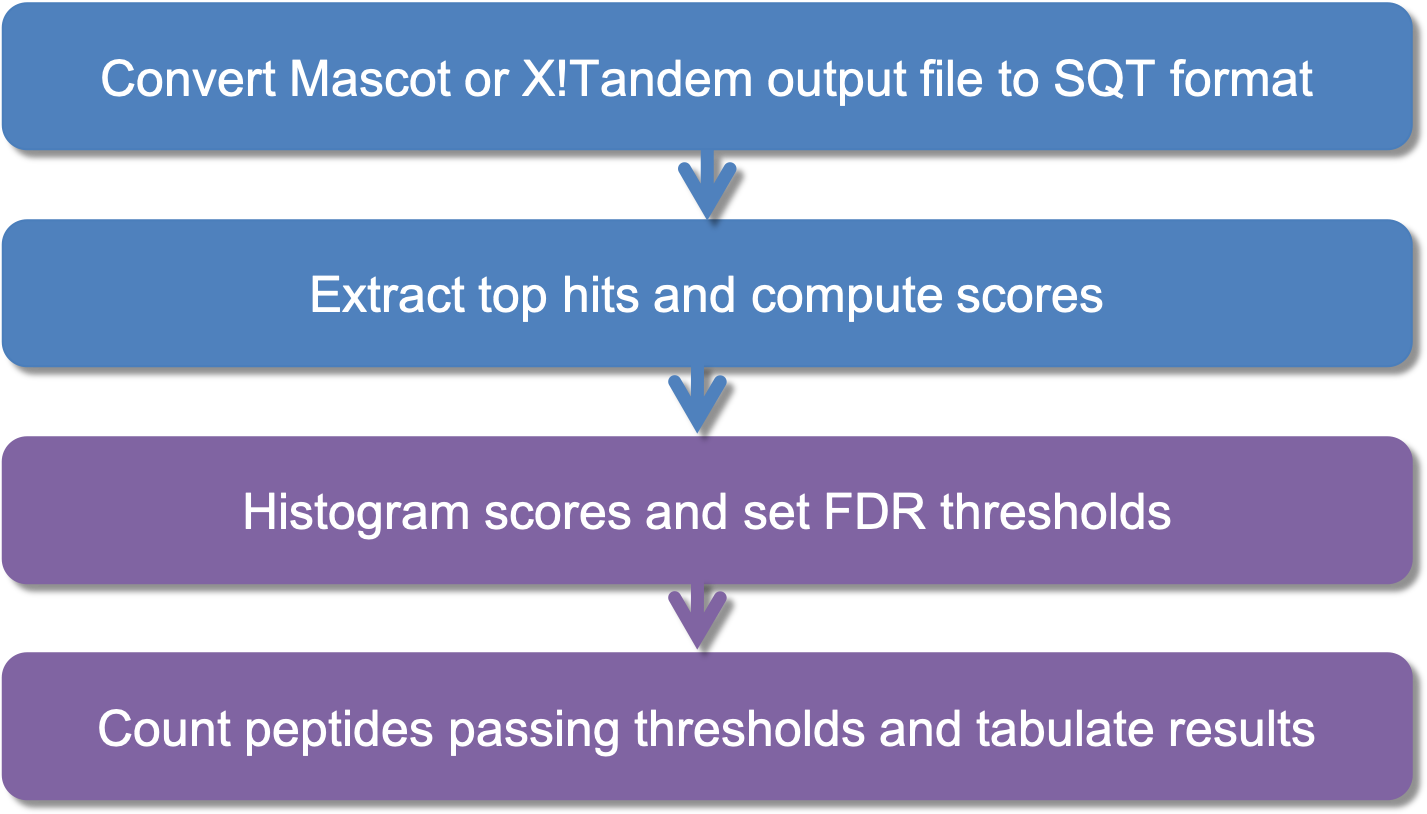 Convert Mascot or X!Tandem output file to SQT format
Extract top hits and compute scores
Histogram scores and set FDR thresholds
Count peptides passing thresholds and tabulate results